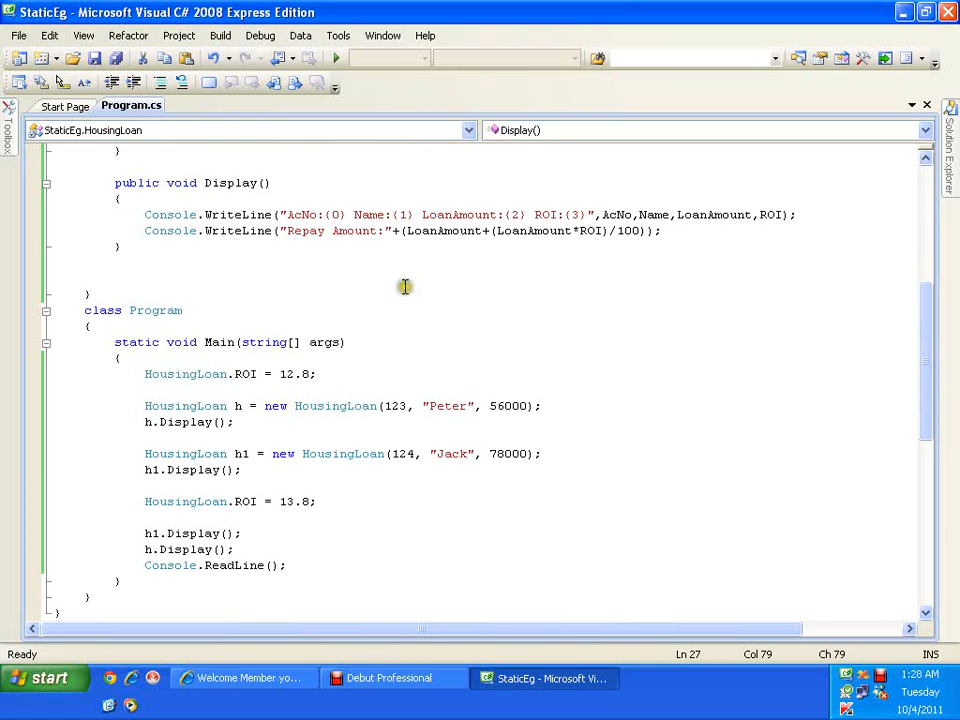 StaticEg - Microsoft Visual C# 2008 Express Edition
File Edit View Refactor Project Build Debug Data Tools Window Help
Start Page Program.cs
StaticEg.HousingLoan Display()
Toolbox
Solution Explorer
}
public void Display()
{
Console.WriteLine("AcNo:{0} Name:{1} LoanAmount:{2} ROI:{3}",AcNo,Name,LoanAmount,ROI);
Console.WriteLine("Repay Amount:"+(LoanAmount+(LoanAmount*ROI)/100));
}
}
class Program
{
static void Main(string[] args)
{
HousingLoan.ROI = 12.8;
HousingLoan h = new HousingLoan(123, "Peter", 56000);
h.Display();
HousingLoan h1 = new HousingLoan(124, "Jack", 78000);
h1.Display();
HousingLoan.ROI = 13.8;
h1.Display();
h.Display();
Console.ReadLine();
}
}
}
Ready Ln 27 Col 79 Ch 79 INS
start Welcome Member yo... Debut Professional StaticEg - Microsoft Vi... 1:28 AM
Tuesday
10/4/2011